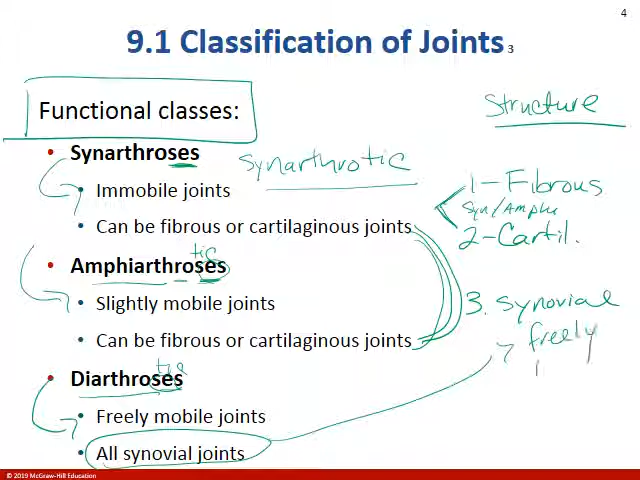 4
9.1 Classification of Joints 3
Structure
Functional classes:
• Synarthroses
synarthrotic
• Immobile joints
1-Fibrous
• Can be fibrous or cartilaginous joints
Syn/Amphi
2-Cartil.
tic
• Amphiarthroses
• Slightly mobile joints
3. synovial
• Can be fibrous or cartilaginous joints
freely
• Diarthroses
• Freely mobile joints
• All synovial joints
© 2019 McGraw-Hill Education